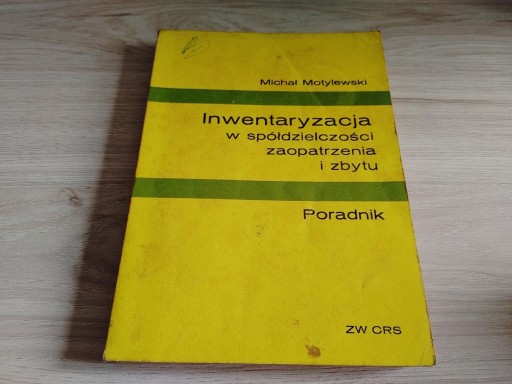 Michał Motylewski
Inwentaryzacja
w spółdzielczości
zaopatrzenia
i zbytu
Poradnik
ZW CRS